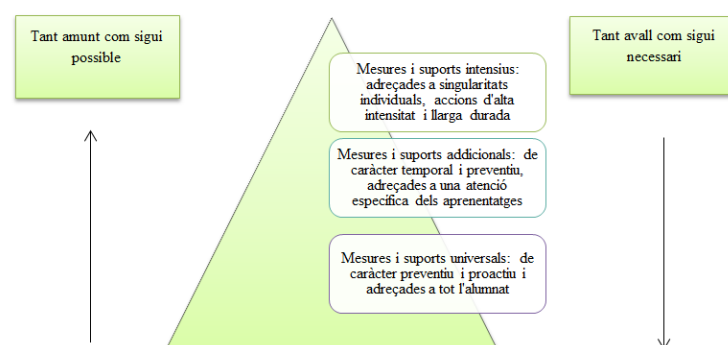 Tant amunt com sigui
possible
Tant avall com sigui
necessari
Mesures i suports intensius:
adreçades a singularitats
individuals, accions d'alta
intensitat i llarga durada
Mesures i suports addicionals: de
caràcter temporal i preventiu,
adreçades a una atenció
específica dels aprenentatges
Mesures i suports universals: de
caràcter preventiu i proactiu i
adreçades a tot l'alumnat